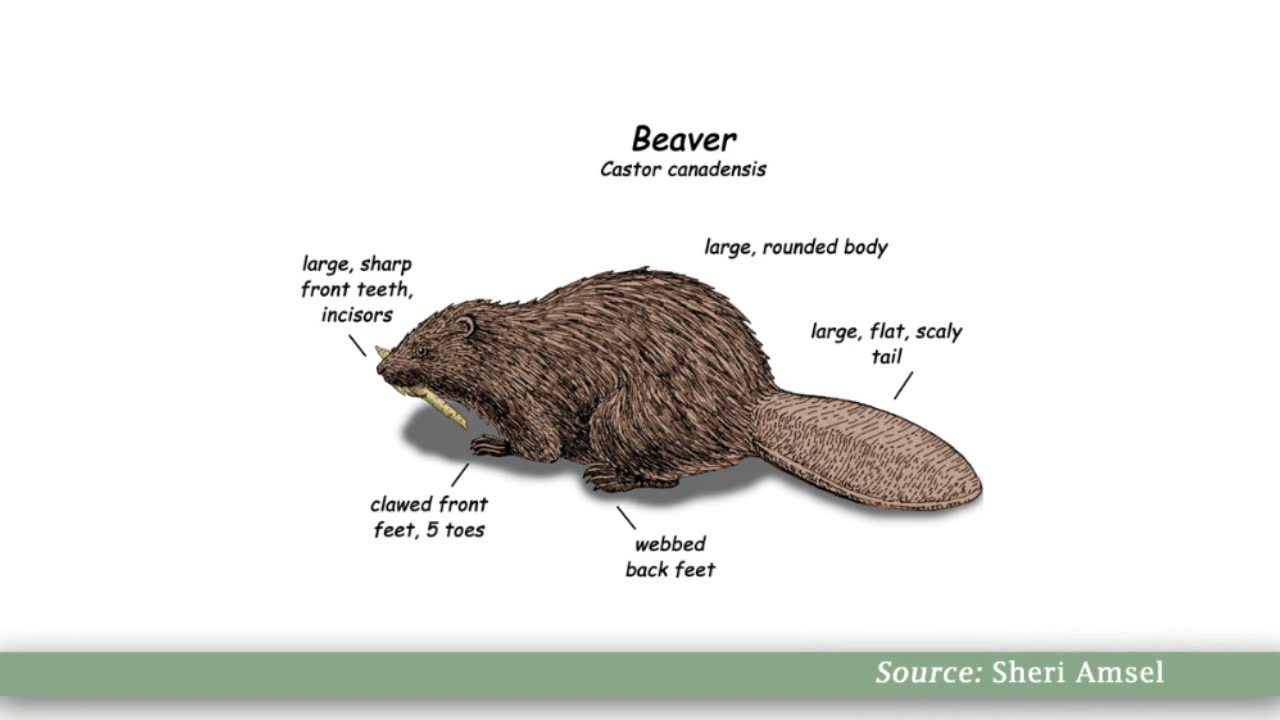 Beaver
Castor canadensis
large, rounded body
large, sharp
front teeth,
incisors
large, flat, scaly
tail
clawed front
feet, 5 toes
webbed
back feet
Source: Sheri Amsel